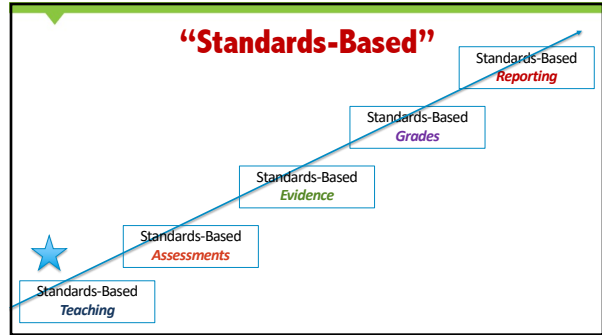 “Standards-Based”
Standards-Based
Reporting
Standards-Based
Grades
Standards-Based
Evidence
Standards-Based
Assessments
Standards-Based
Teaching